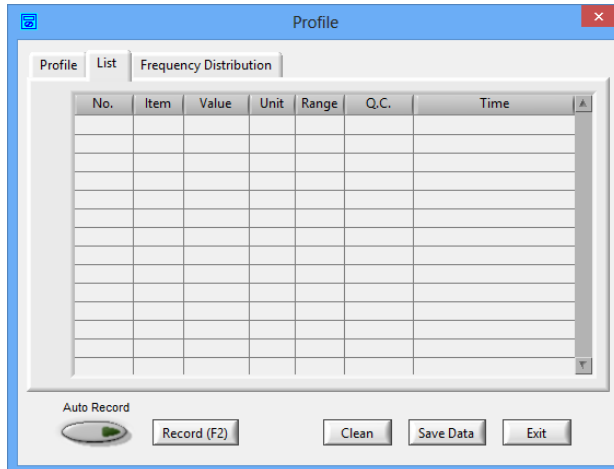 Profile
Profile List Frequency Distribution
No. Item Value Unit Range Q.C. Time
Auto Record
Record (F2) Clean Save Data Exit